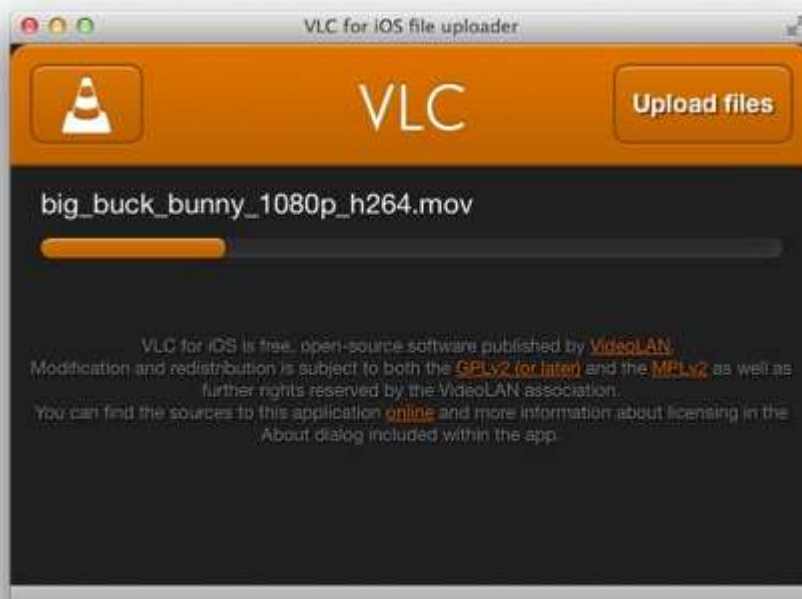 VLC for iOS file uploader
VLC
Upload files
big_buck_bunny_1080p_h264.mov
VLC for iOS is free, open-source software published by VideoLAN.
Modification and redistribution is subject to both the GPLv2 (or later) and the MPLv2 as well as
further rights reserved by the VideoLAN association.
You can find the sources to this application online and more information about licensing in the
About dialog included within the app.